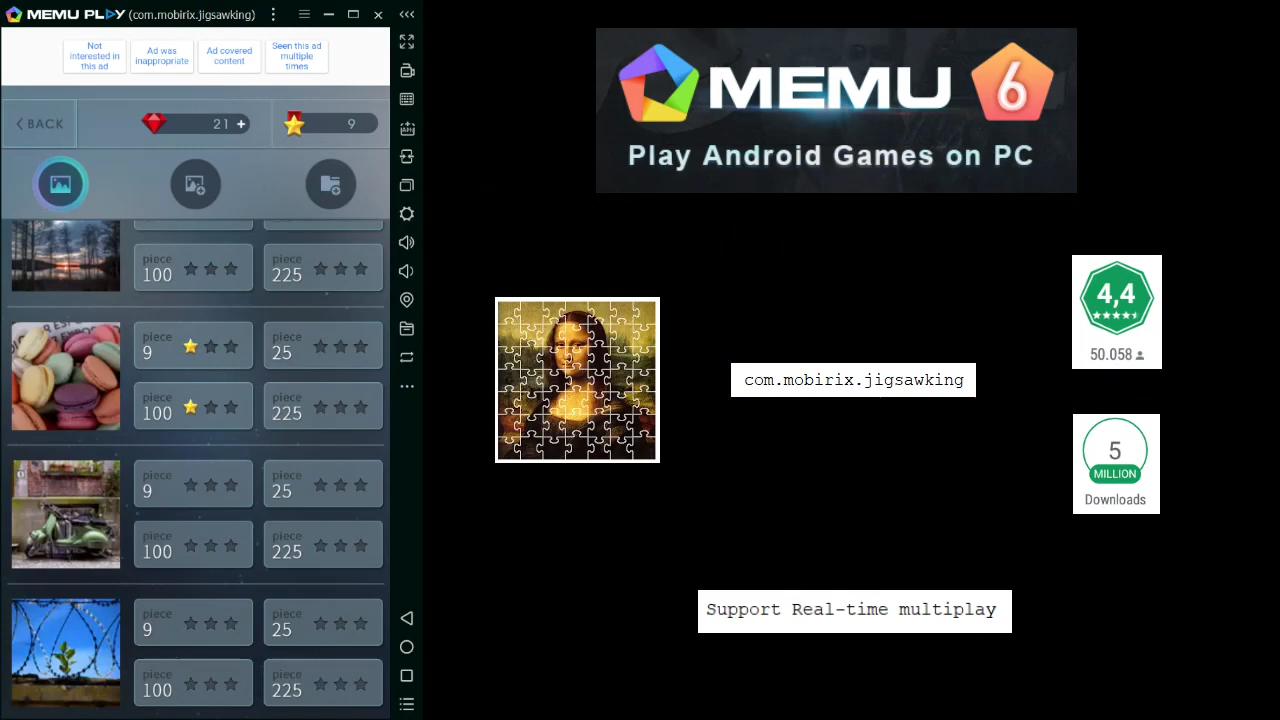 MEMU PLAY (com.mobirix.jigsawking)
Not interested in this ad
Ad was inappropriate
Ad covered content
Seen this ad multiple times
BACK
21 +
9
piece
100
piece
225
piece
9
piece
25
piece
100
piece
225
piece
9
piece
25
piece
100
piece
225
piece
9
piece
25
piece
100
piece
225
MEMU 6
Play Android Games on PC
4,4
50.058
com.mobirix.jigsawking
5
MILLION
Downloads
Support Real-time multiplay